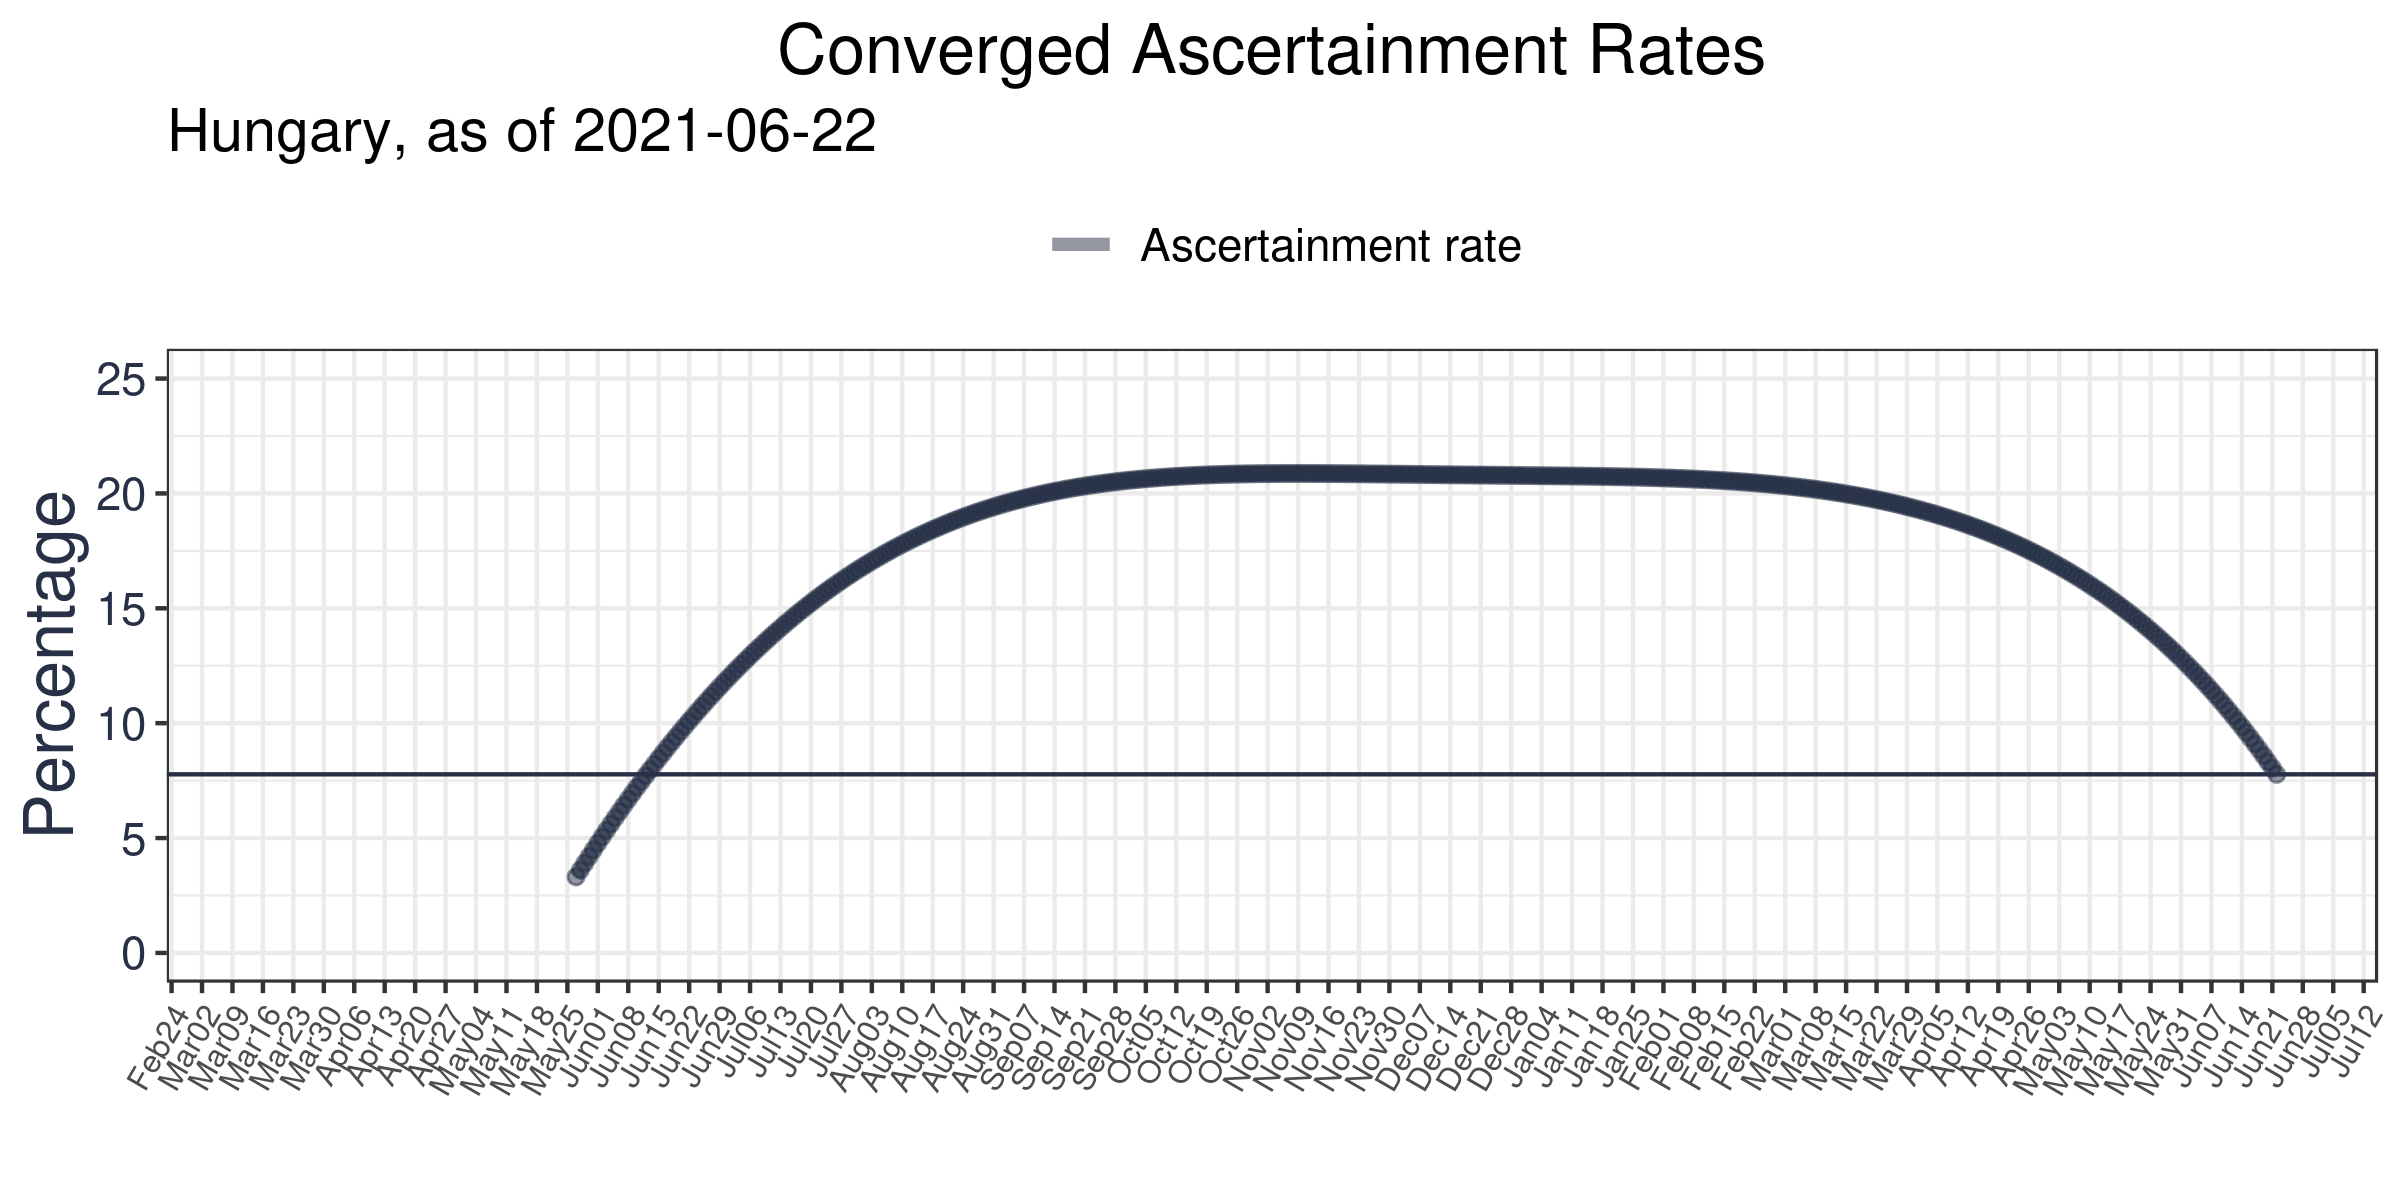 Converged Ascertainment Rates
Hungary, as of 2021-06-22
Ascertainment rate
Percentage
25
20
15
10
5
0
Feb24
Mar02
Mar09
Mar16
Mar23
Mar30
Apr06
Apr13
Apr20
Apr27
May04
May11
May18
May25
Jun01
Jun08
Jun15
Jun22
Jun29
Jul06
Jul13
Jul20
Jul27
Aug03
Aug10
Aug17
Aug24
Aug31
Sep07
Sep14
Sep21
Sep28
Oct05
Oct12
Oct19
Oct26
Nov02
Nov09
Nov16
Nov23
Nov30
Dec07
Dec14
Dec21
Dec28
Jan04
Jan11
Jan18
Jan25
Feb01
Feb08
Feb15
Feb22
Mar01
Mar08
Mar15
Mar22
Mar29
Apr05
Apr12
Apr19
Apr26
May03
May10
May17
May24
May31
Jun07
Jun14
Jun21
Jun28
Jul05
Jul12